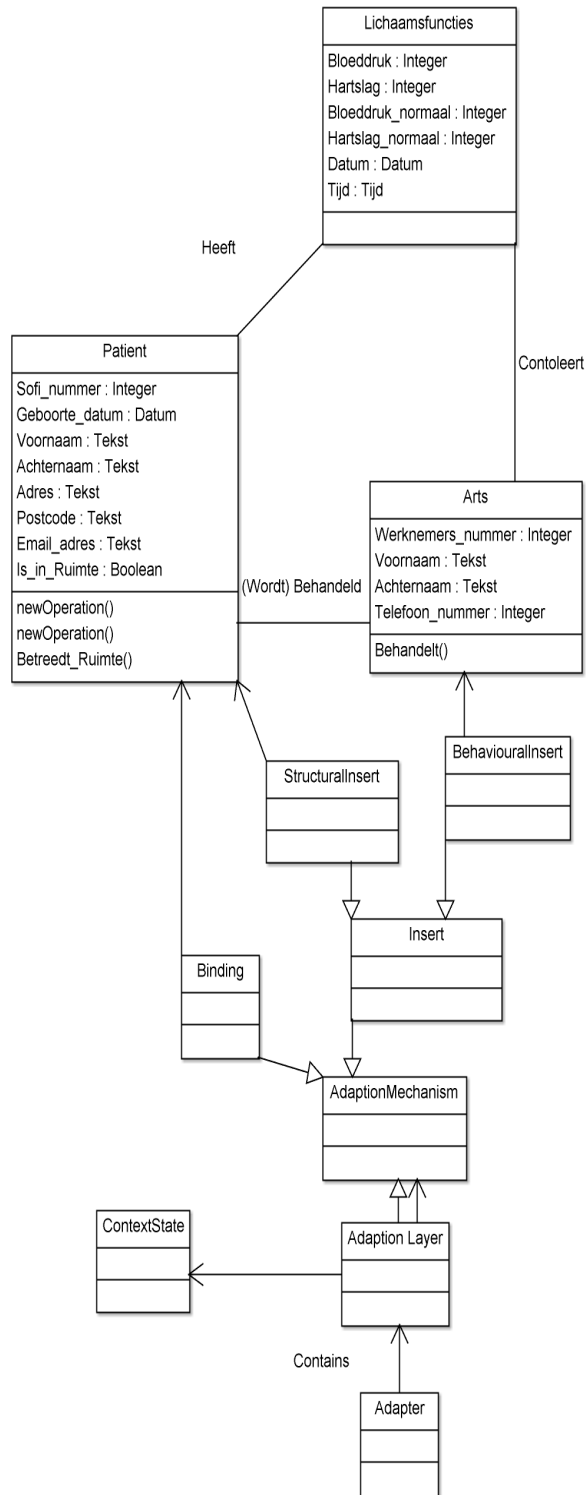 Lichaamsfuncties
Bloeddruk : Integer
Hartslag : Integer
Bloeddruk_normaal : Integer
Hartslag_normaal : Integer
Datum : Datum
Tijd : Tijd
Heeft
Contoleert
Patient
Sofi_nummer : Integer
Geboorte_datum : Datum
Voornaam : Tekst
Achternaam : Tekst
Adres : Tekst
Postcode : Tekst
Email_adres : Tekst
Is_in_Ruimte : Boolean
newOperation()
newOperation()
Betreedt_Ruimte()
(Wordt) Behandeld
Arts
Werknemers_nummer : Integer
Voornaam : Tekst
Achternaam : Tekst
Telefoon_nummer : Integer
Behandelt()
BehaviouralInsert
StructuralInsert
Insert
Binding
AdaptionMechanism
ContextState
Adaption Layer
Contains
Adapter